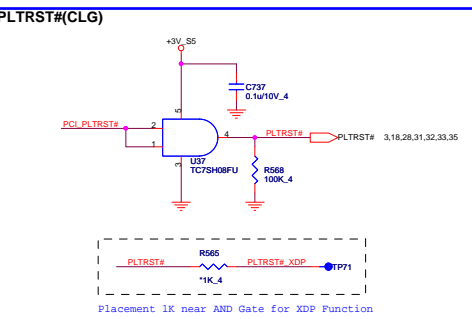 PLTRST#(CLG)
+3V_S5
C737
0.1u/10V_4
5
PCI_PLTRST#
2
4
PLTRST#
PLTRST# 3,18,28,31,32,33,35
1
3
U37
TC7SH08FU
R568
100K_4
R565
PLTRST#
PLTRST#_XDP
TP71
*1K_4
Placement 1K near AND Gate for XDP Function